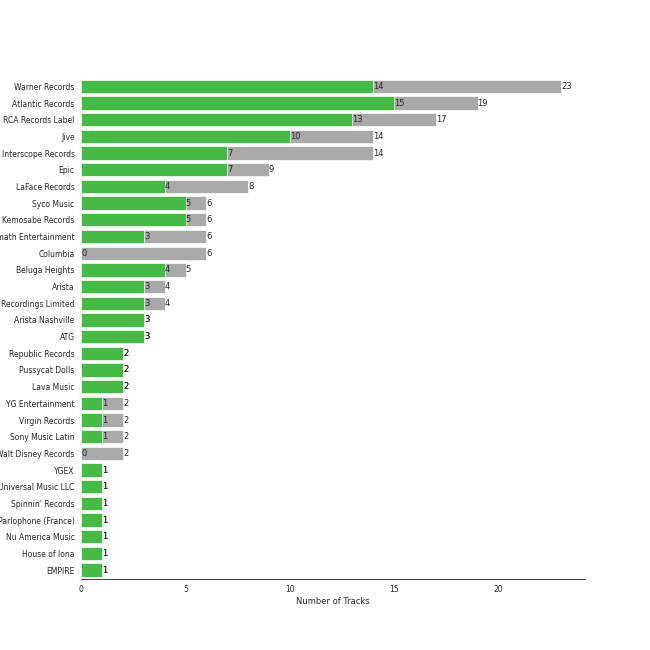 Warner Records 14 23
Atlantic Records 15 19
RCA Records Label 13 17
Jive 10 14
Interscope Records 7 14
Epic 7 9
LaFace Records 4 8
Syco Music 5 6
Kemosabe Records 5 6
math Entertainment 3 6
Columbia 0 6
Beluga Heights 4 5
Arista 3 4
Recordings Limited 3 4
Arista Nashville 3
ATG 3
Republic Records 2
Pussycat Dolls 2
Lava Music 2
YG Entertainment 1 2
Virgin Records 1 2
Sony Music Latin 1 2
Walt Disney Records 0 2
YGEX 1
Universal Music LLC 1
Spinnin' Records 1
Parlophone (France) 1
Nu America Music 1
House of Iona 1
EMPIRE 1
0 5 10 15 20
Number of Tracks